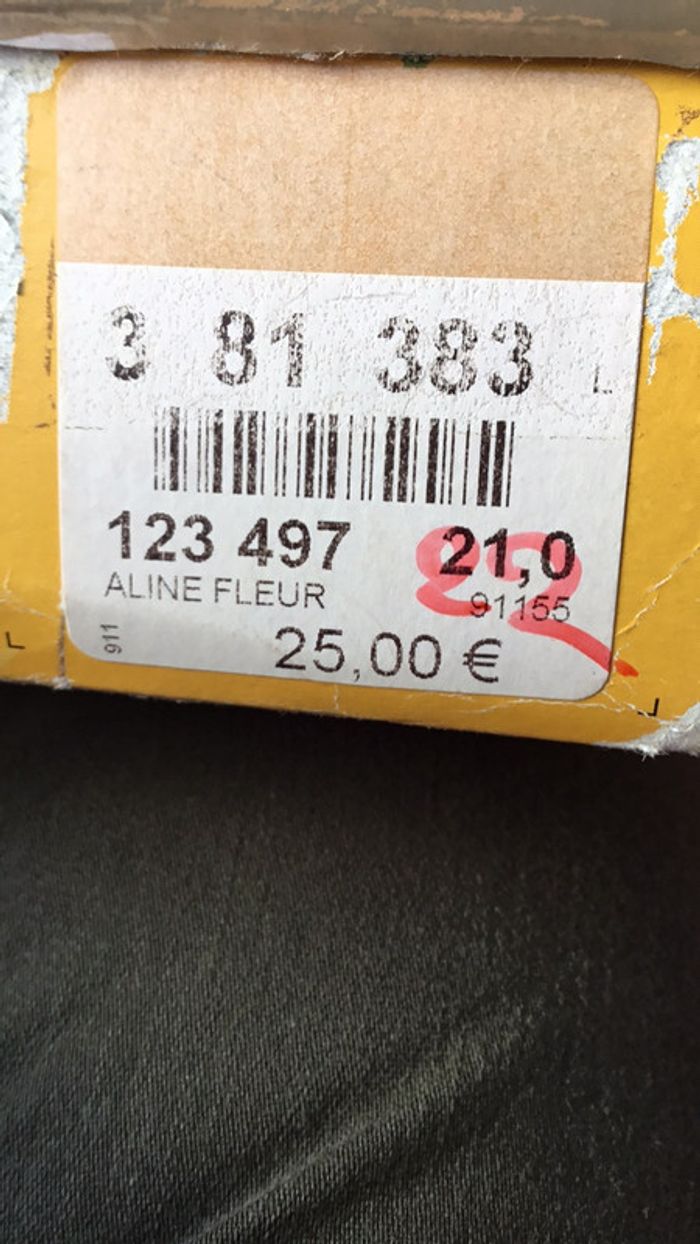 3 81 383 L
123 497 21,0
ALINE FLEUR 91155
911 25,00 €